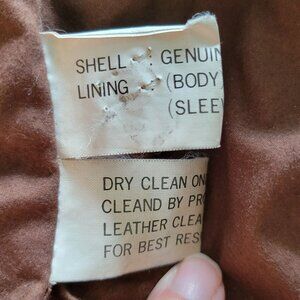 SHELL : GENUIN
LINING : (BODY
(SLEE
DRY CLEAN ON
CLEAND BY PRO
LEATHER CLEA
FOR BEST RES